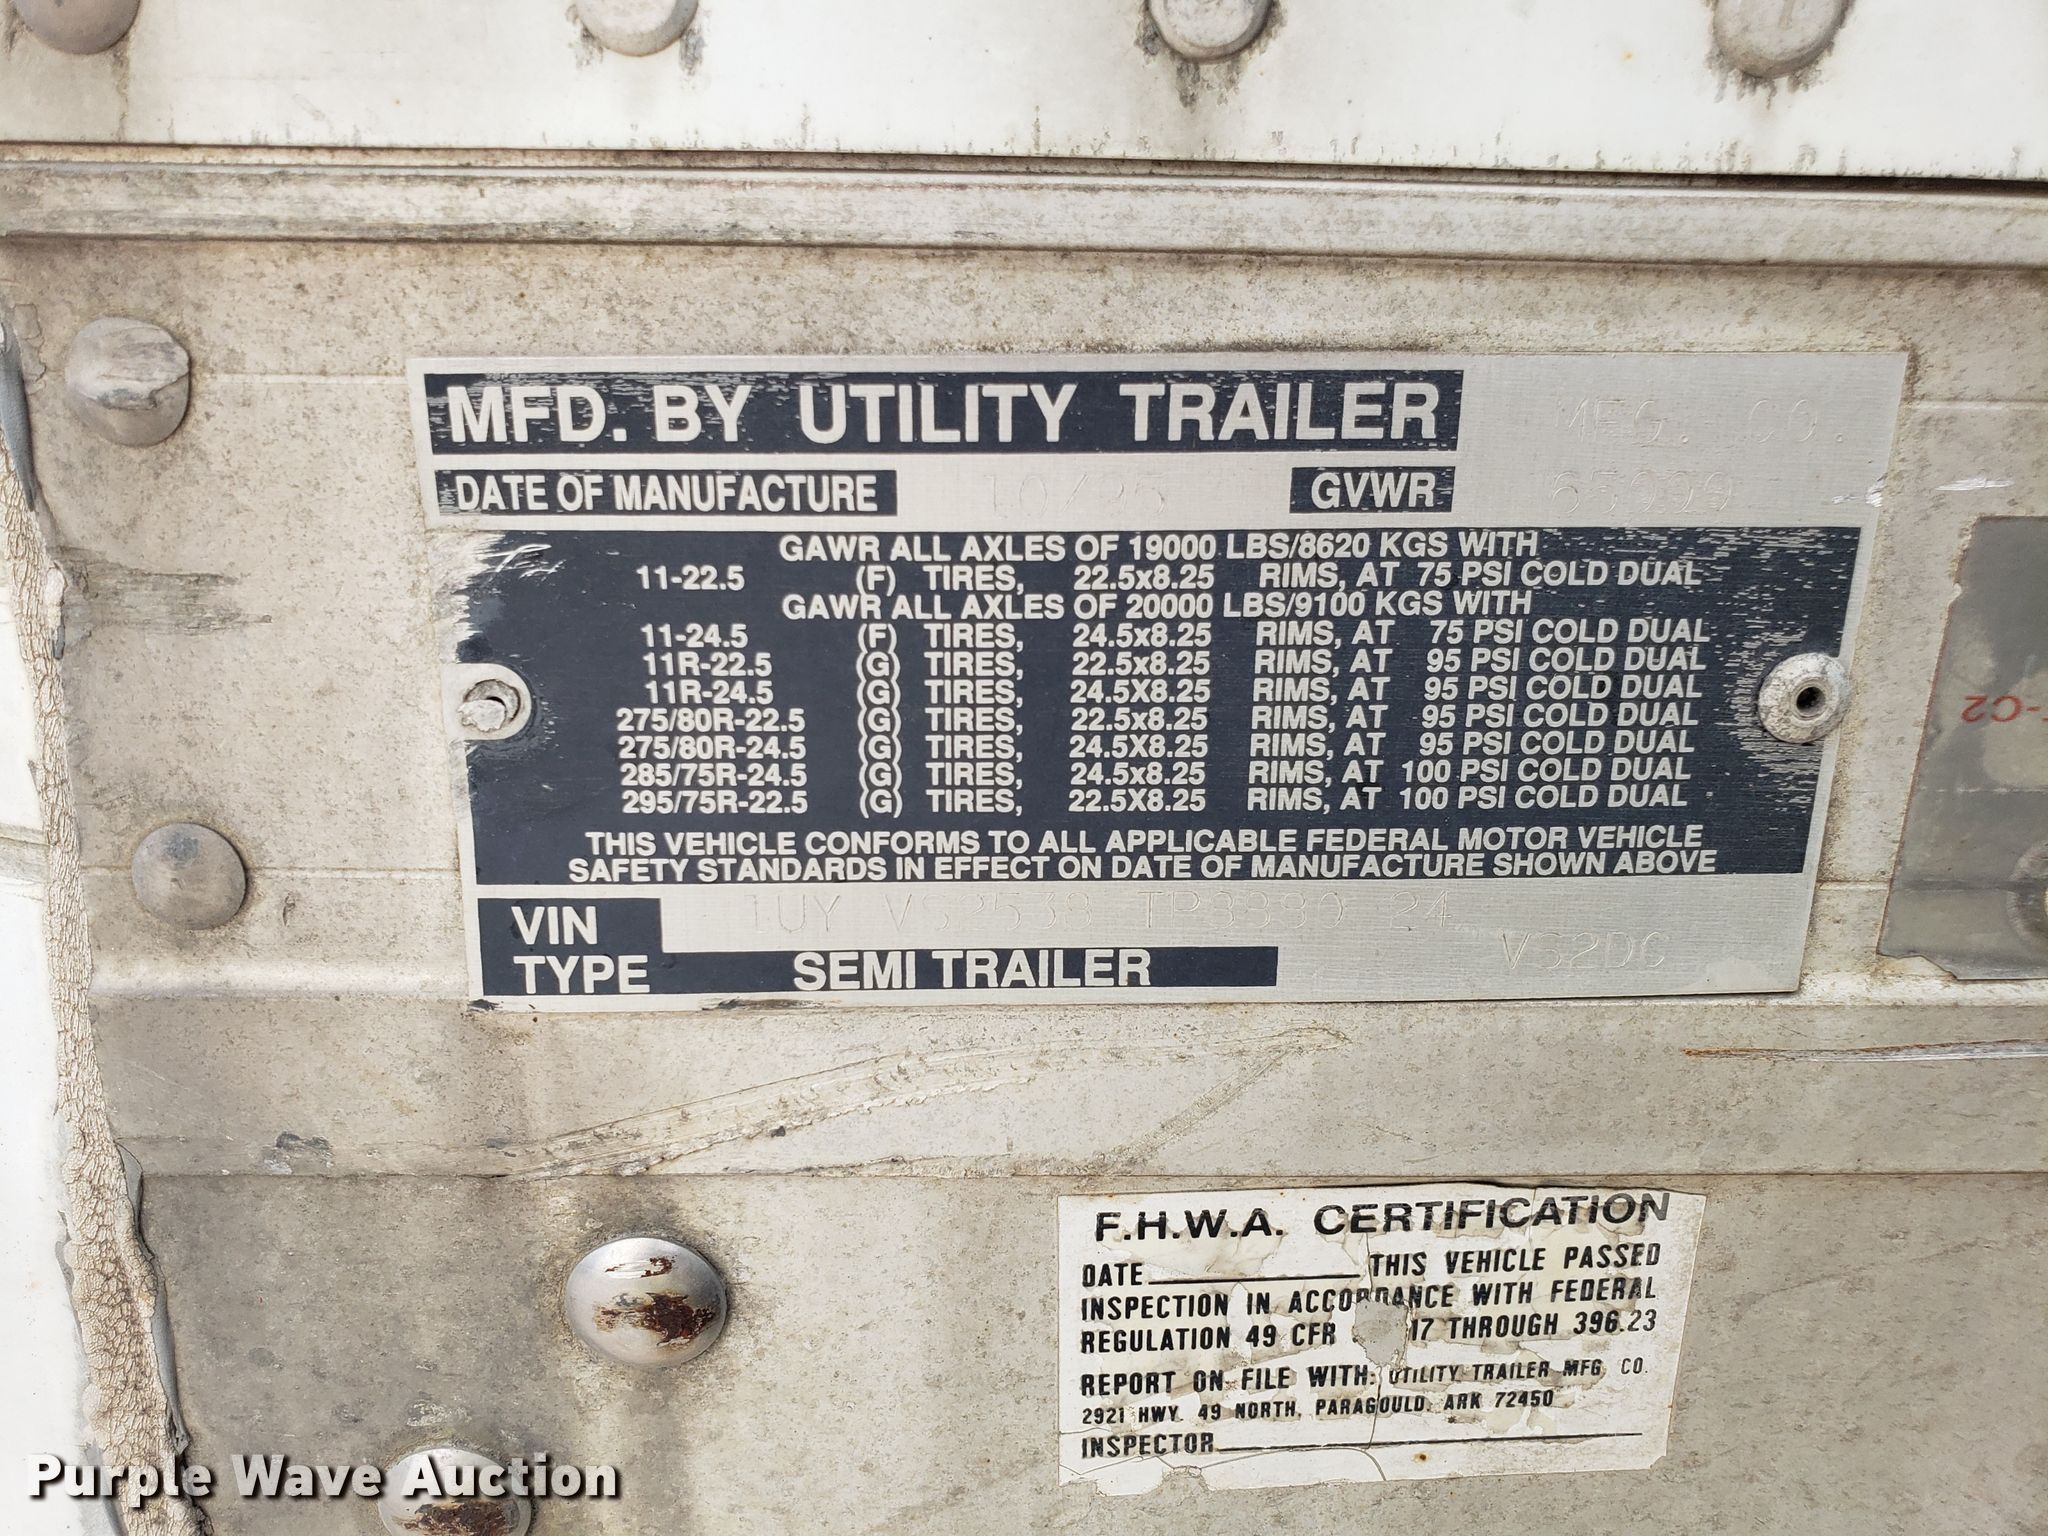 MFD. BY UTILITY TRAILER MFG. CO.
DATE OF MANUFACTURE 10/95 GVWR 65999
GAWR ALL AXLES OF 19000 LBS/8620 KGS WITH
11-22.5 (F) TIRES, 22.5x8.25 RIMS, AT 75 PSI COLD DUAL
GAWR ALL AXLES OF 20000 LBS/9100 KGS WITH
11-24.5 (F) TIRES, 24.5x8.25 RIMS, AT 75 PSI COLD DUAL
11R-22.5 (G) TIRES, 22.5x8.25 RIMS, AT 95 PSI COLD DUAL
11R-24.5 (G) TIRES, 24.5X8.25 RIMS, AT 95 PSI COLD DUAL
275/80R-22.5 (G) TIRES, 22.5x8.25 RIMS, AT 95 PSI COLD DUAL
275/80R-24.5 (G) TIRES, 24.5X8.25 RIMS, AT 95 PSI COLD DUAL
285/75R-24.5 (G) TIRES, 24.5x8.25 RIMS, AT 100 PSI COLD DUAL
295/75R-22.5 (G) TIRES, 22.5X8.25 RIMS, AT 100 PSI COLD DUAL
THIS VEHICLE CONFORMS TO ALL APPLICABLE FEDERAL MOTOR VEHICLE
SAFETY STANDARDS IN EFFECT ON DATE OF MANUFACTURE SHOWN ABOVE
VIN 1UY 24
TYPE SEMI TRAILER VS2DC
F.H.W.A. CERTIFICATION
DATE THIS VEHICLE PASSED
INSPECTION IN ACCORDANCE WITH FEDERAL
REGULATION 49 CFR 17 THROUGH 396.23
REPORT ON FILE WITH: UTILITY TRAILER MFG CO.
2921 HWY. 49 NORTH, PARAGOULD, ARK 72450
INSPECTOR
Purple Wave Auction